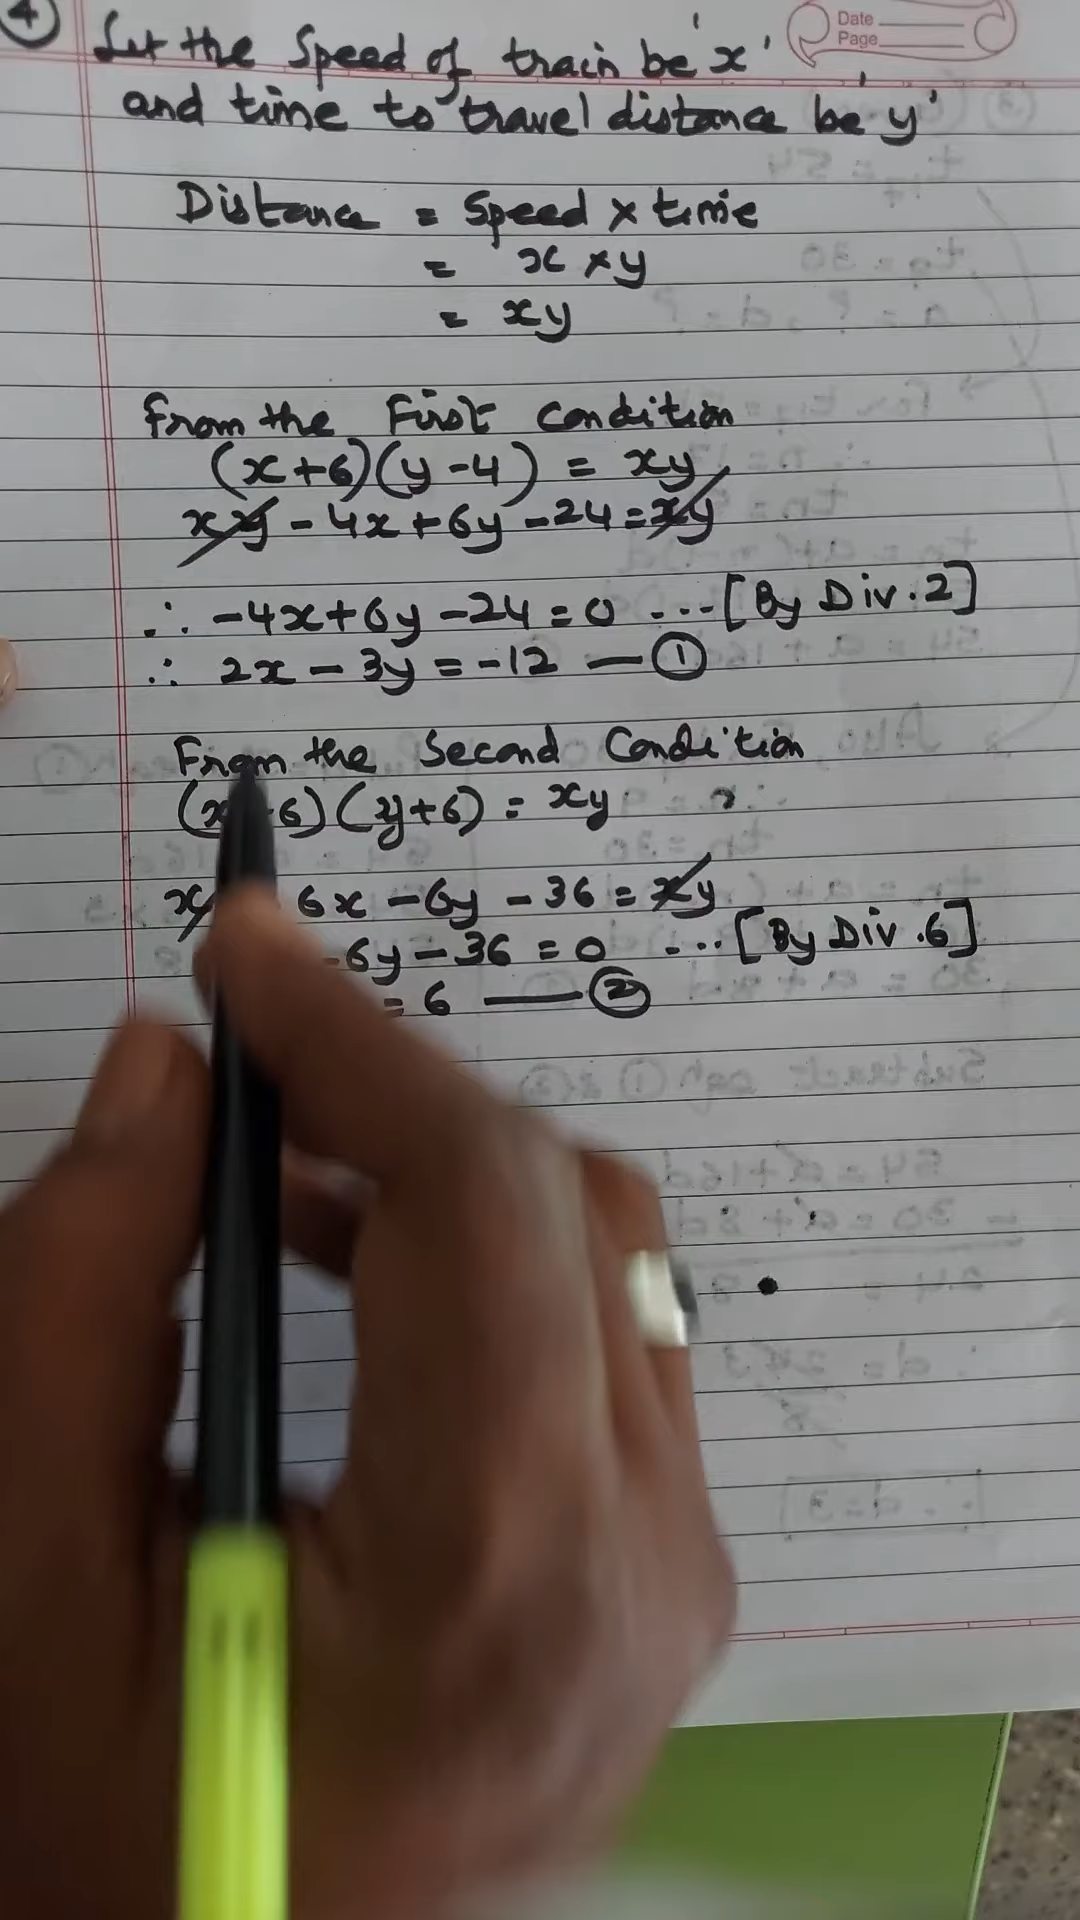 4
Date
Page
Let the Speed of train be 'x'
and time to travel distance be 'y'
Distance = Speed × time
= x × y
= xy
From the First Condition
(x+6)(y-4) = xy
xy - 4x + 6y - 24 = xy
∴ -4x + 6y - 24 = 0 ... [By Div. 2]
∴ 2x - 3y = -12 — ①
From the Second Condition
6)(y+6) = xy
6x - 6y - 36 = xy
-6y - 36 = 0 ... [By Div. 6]
= 6 — ②